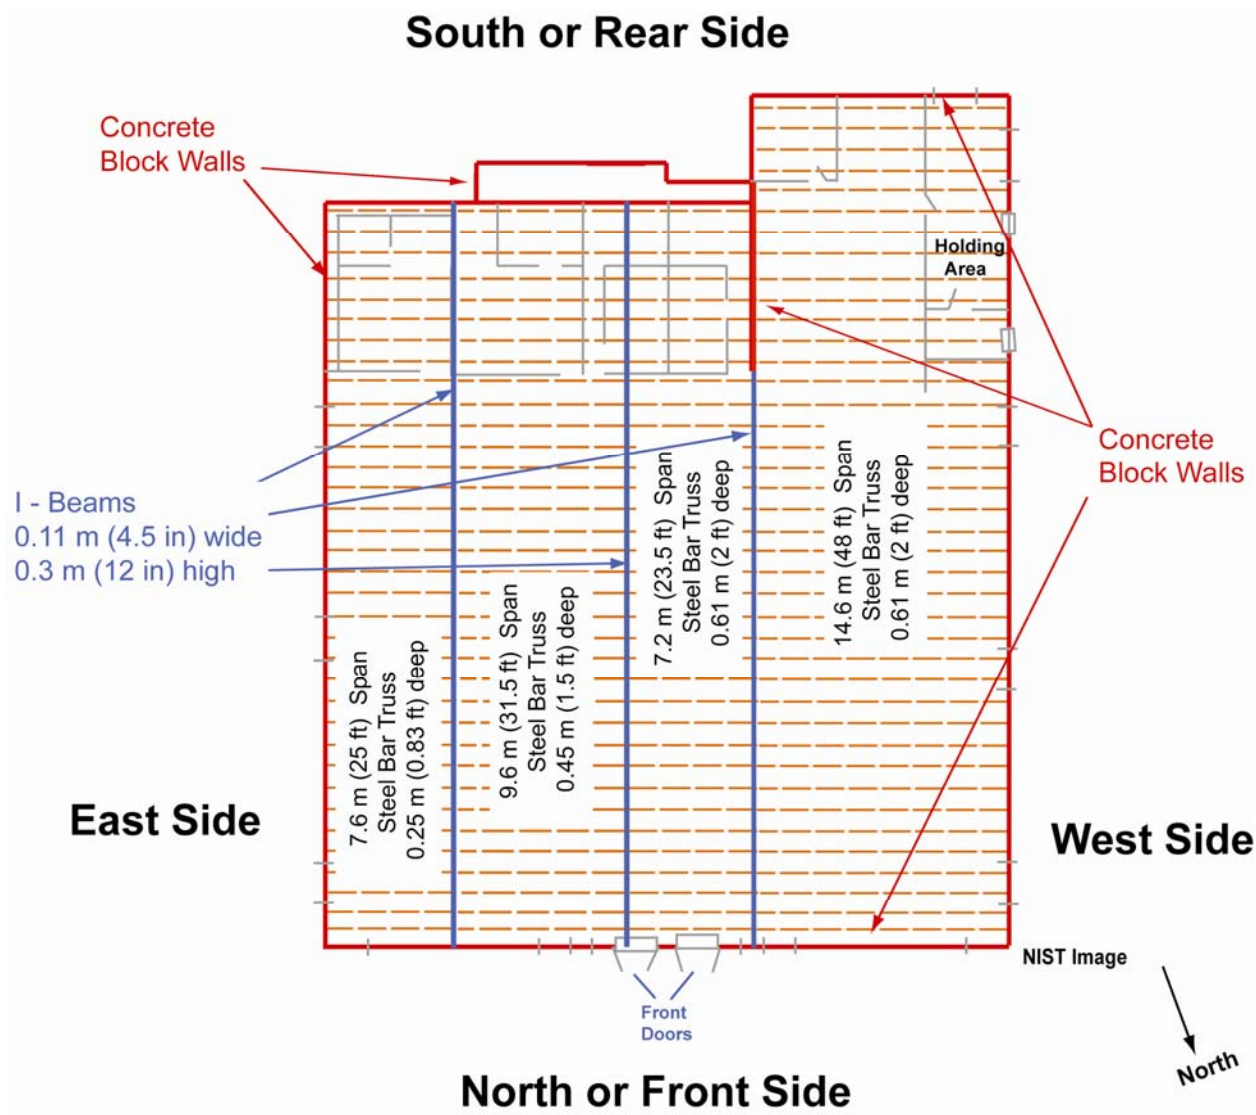 South or Rear Side
Concrete
Block Walls
Holding
Area
Concrete
Block Walls
I - Beams
0.11 m (4.5 in) wide
0.3 m (12 in) high
7.6 m (25 ft) Span
Steel Bar Truss
0.25 m (0.83 ft) deep
9.6 m (31.5 ft) Span
Steel Bar Truss
0.45 m (1.5 ft) deep
7.2 m (23.5 ft) Span
Steel Bar Truss
0.61 m (2 ft) deep
14.6 m (48 ft) Span
Steel Bar Truss
0.61 m (2 ft) deep
East Side
West Side
NIST Image
Front
Doors
North
North or Front Side